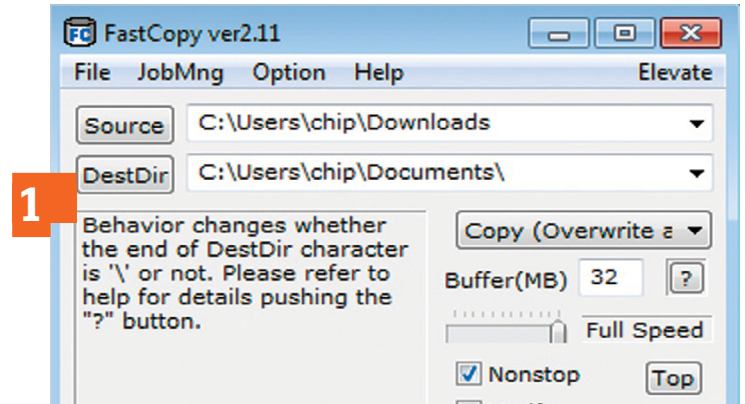 FC FastCopy ver2.11
File JobMng Option Help Elevate
Source C:\Users\chip\Downloads
DestDir C:\Users\chip\Documents\
1
Behavior changes whether
the end of DestDir character
is '\' or not. Please refer to
help for details pushing the
"?" button.
Copy (Overwrite a
Buffer(MB) 32 ?
Full Speed
Nonstop Top